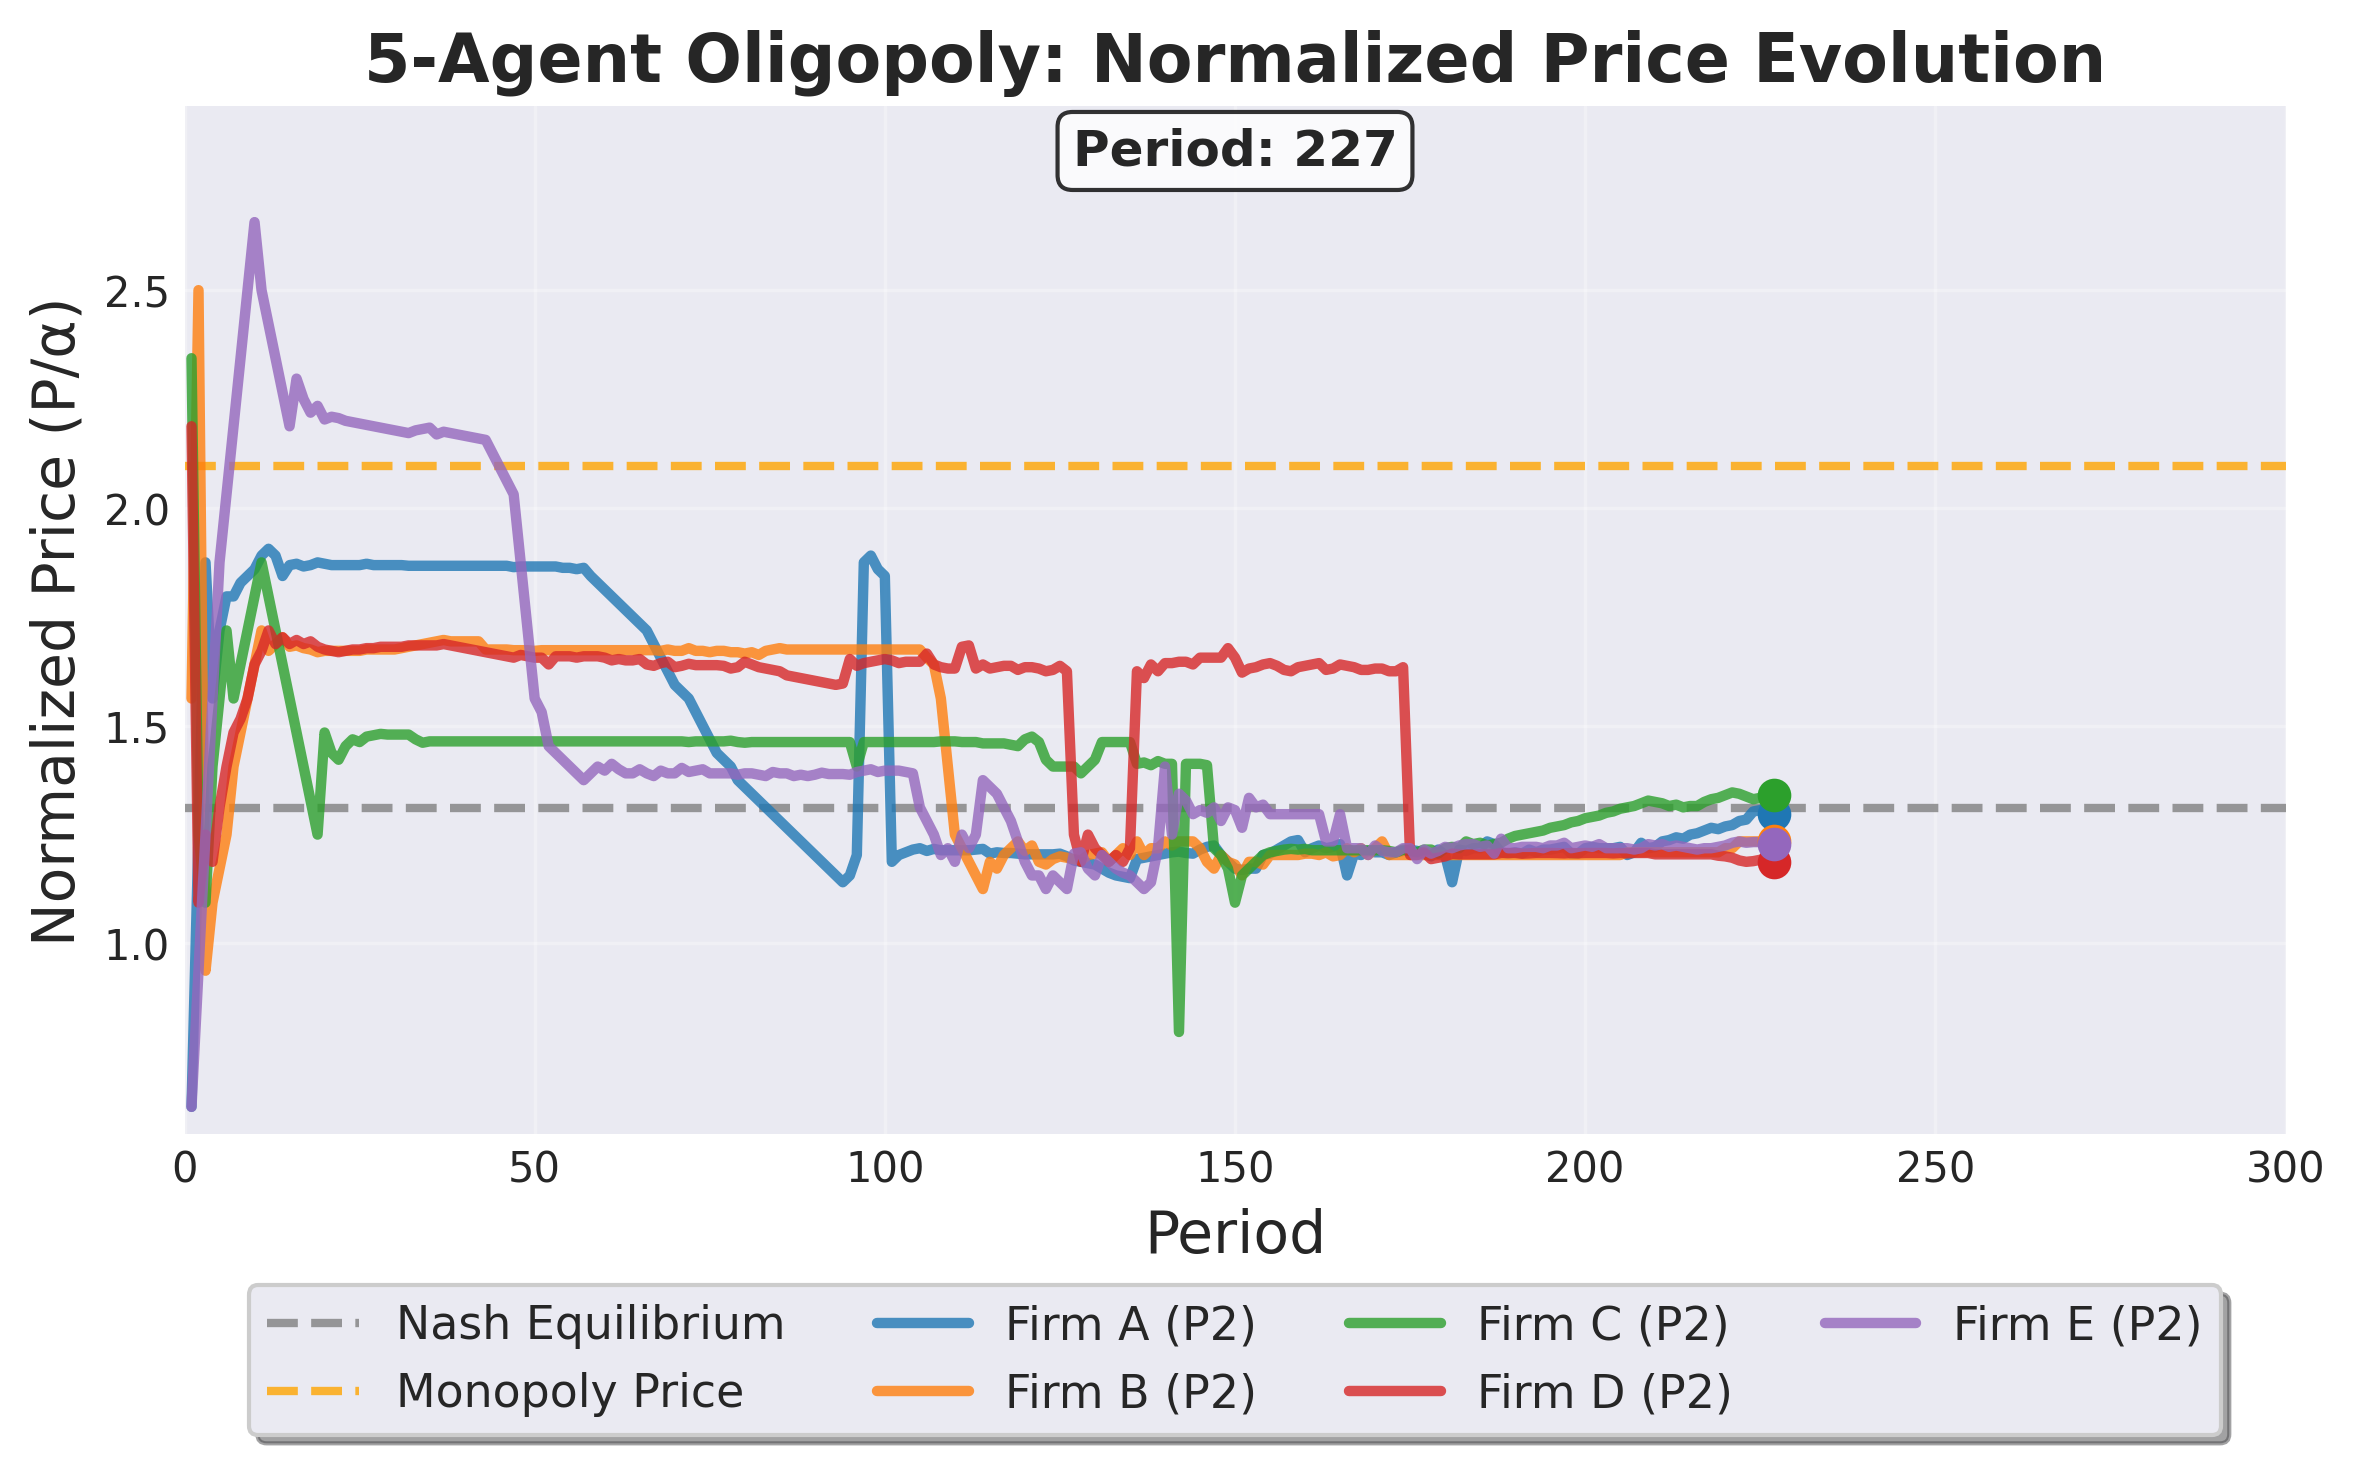 5-Agent Oligopoly: Normalized Price Evolution
Period: 227
Normalized Price (P/α)
2.5
2.0
1.5
1.0
0 50 100 150 200 250 300
Period
Nash Equilibrium Firm A (P2) Firm C (P2) Firm E (P2)
Monopoly Price Firm B (P2) Firm D (P2)